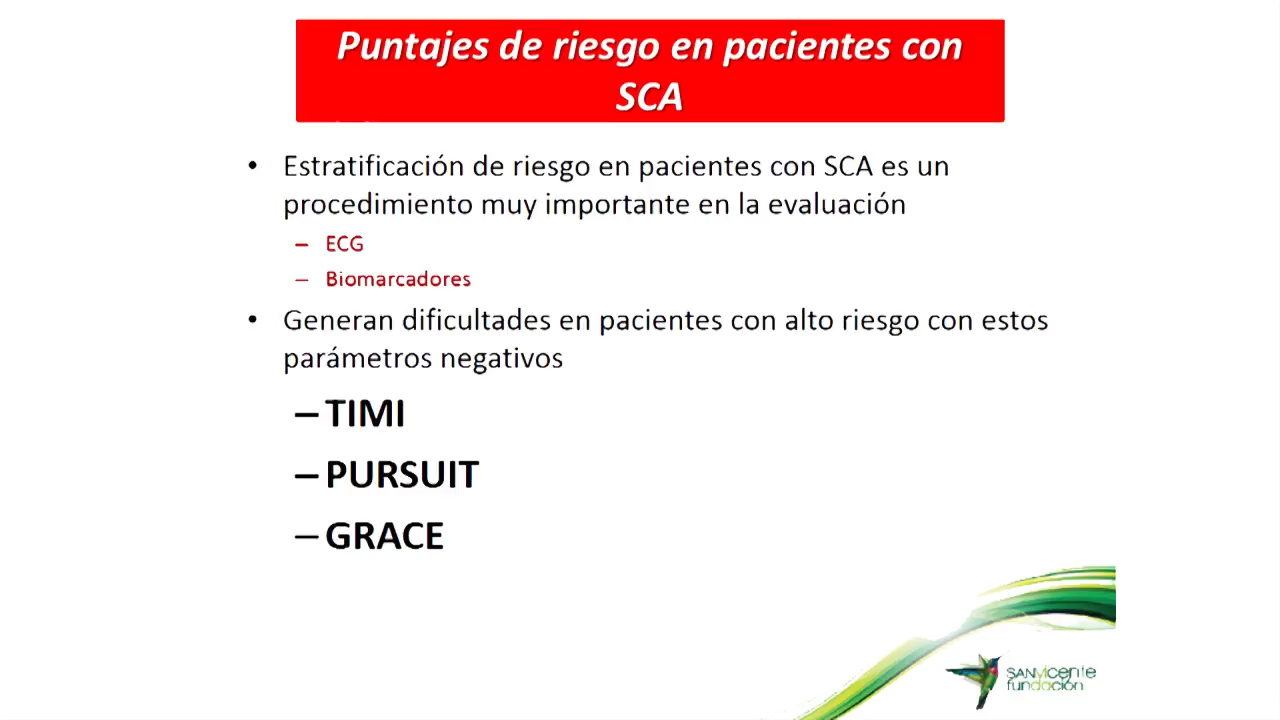 Puntajes de riesgo en pacientes con
SCA
• Estratificación de riesgo en pacientes con SCA es un
procedimiento muy importante en la evaluación
– ECG
– Biomarcadores
• Generan dificultades en pacientes con alto riesgo con estos
parámetros negativos
– TIMI
– PURSUIT
– GRACE
SANVICENTE
fundación